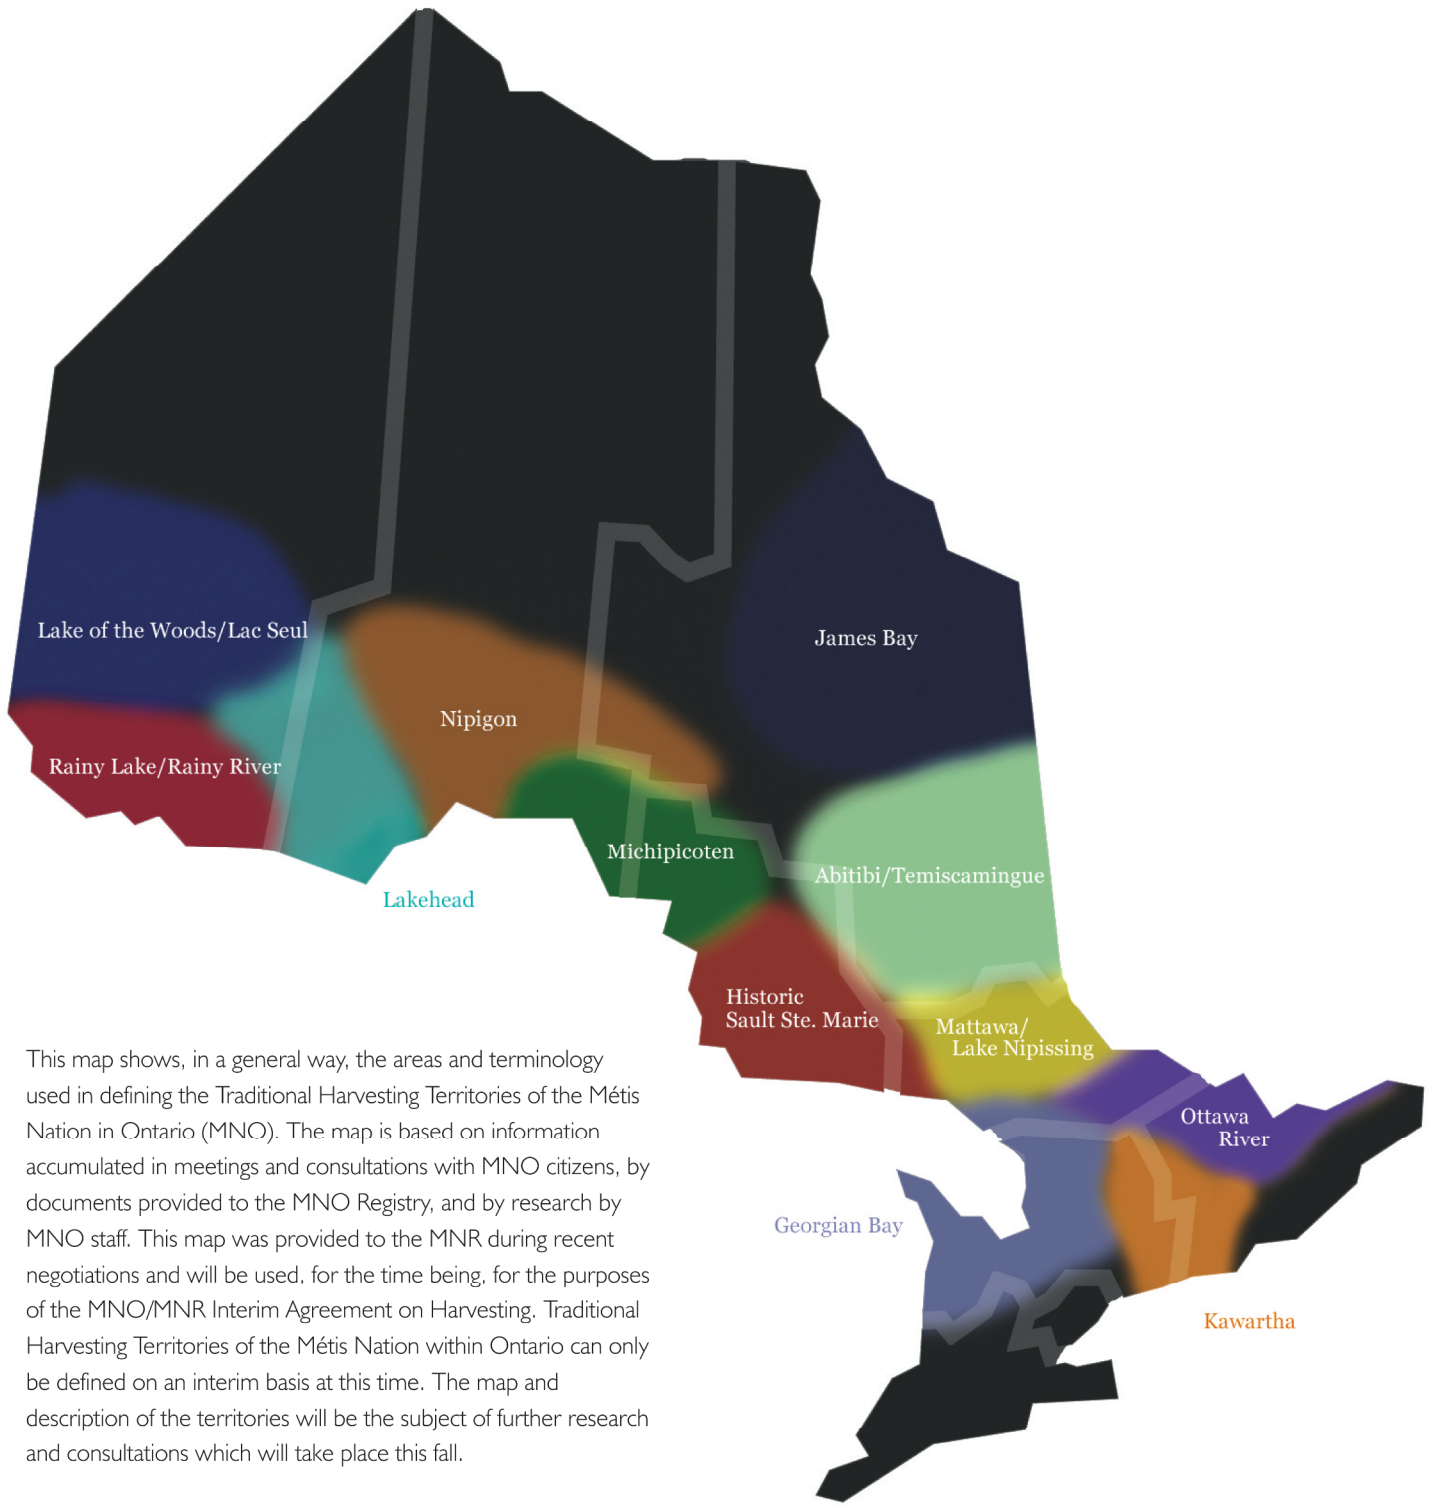 Lake of the Woods/Lac Seul
James Bay
Nipigon
Rainy Lake/Rainy River
Michipicoten
Abitibi/Temiscamingue
Lakehead
Historic
Sault Ste. Marie
Mattawa/
Lake Nipissing
Ottawa
River
Georgian Bay
Kawartha
This map shows, in a general way, the areas and terminology
used in defining the Traditional Harvesting Territories of the Métis
Nation in Ontario (MNO). The map is based on information
accumulated in meetings and consultations with MNO citizens, by
documents provided to the MNO Registry, and by research by
MNO staff. This map was provided to the MNR during recent
negotiations and will be used, for the time being, for the purposes
of the MNO/MNR Interim Agreement on Harvesting. Traditional
Harvesting Territories of the Métis Nation within Ontario can only
be defined on an interim basis at this time. The map and
description of the territories will be the subject of further research
and consultations which will take place this fall.